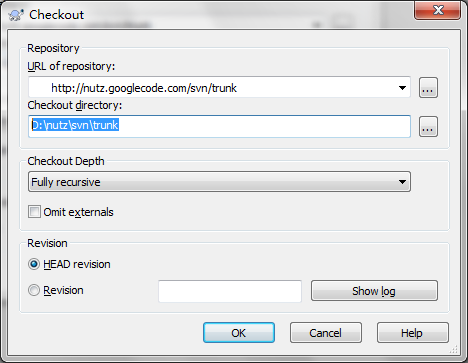 Checkout
Repository
URL of repository:
http://nutz.googlecode.com/svn/trunk
...
Checkout directory:
D:\nutz\svn\trunk
...
Checkout Depth
Fully recursive
Omit externals
Revision
HEAD revision
Revision
Show log
OK
Cancel
Help